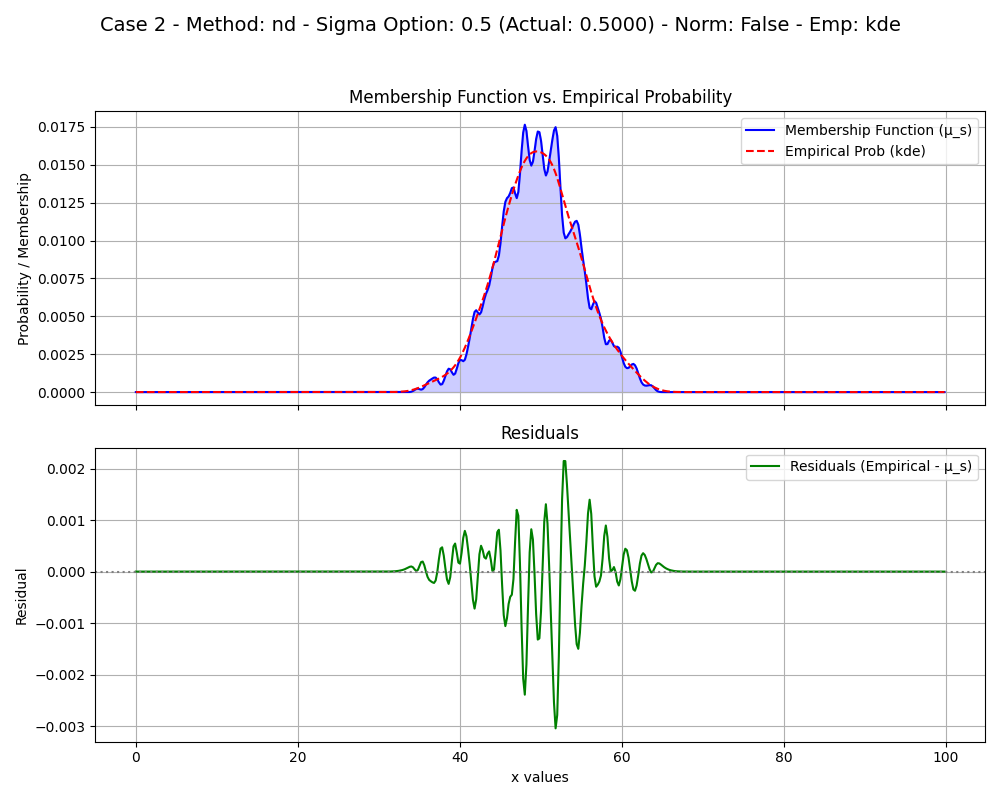 Case 2 - Method: nd - Sigma Option: 0.5 (Actual: 0.5000) - Norm: False - Emp: kde
Membership Function vs. Empirical Probability
Probability / Membership
0.0175
0.0150
0.0125
0.0100
0.0075
0.0050
0.0025
0.0000
Membership Function (μ_s)
Empirical Prob (kde)
Residuals
Residual
0.002
0.001
0.000
−0.001
−0.002
−0.003
Residuals (Empirical - μ_s)
0
20
40
60
80
100
x values